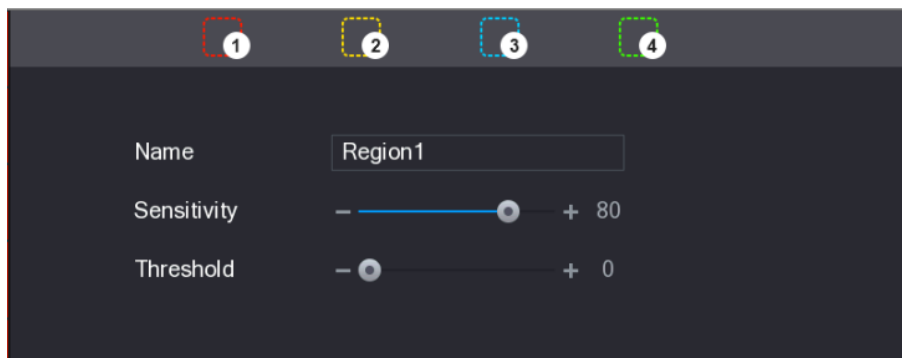 1 2 3 4
Name Region1
Sensitivity − + 80
Threshold − + 0